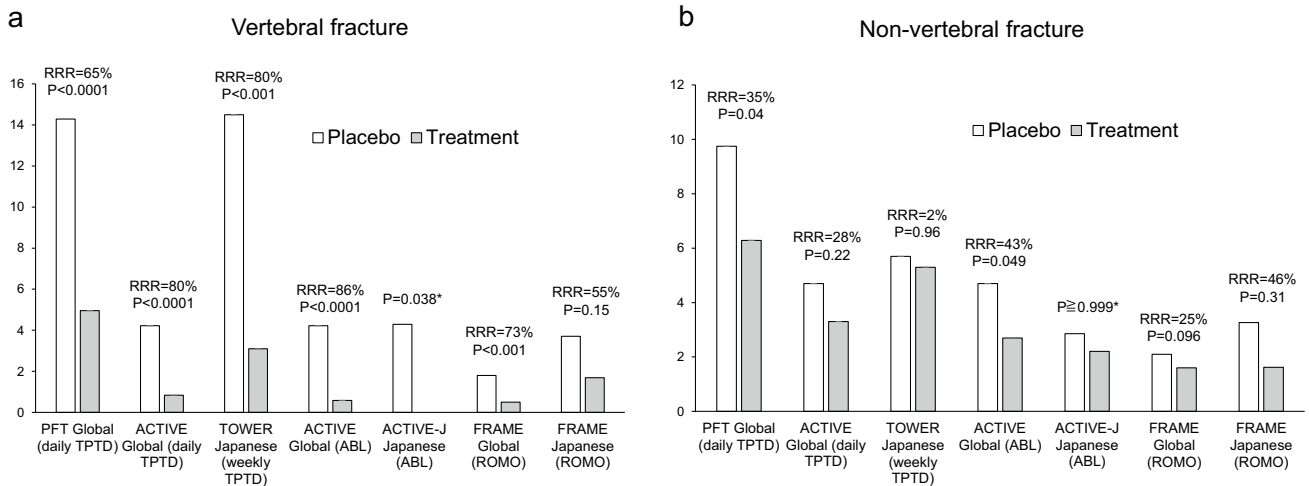 a
Vertebral fracture
16
14
12
10
8
6
4
2
0
RRR=65%
P<0.0001
RRR=80%
P<0.0001
RRR=80%
P<0.001
RRR=86%
P<0.0001
P=0.038*
RRR=73%
P<0.001
RRR=55%
P=0.15
Placebo
Treatment
PFT Global
(daily TPTD)
ACTIVE
Global (daily
TPTD)
TOWER
Japanese
(weekly
TPTD)
ACTIVE
Global (ABL)
ACTIVE-J
Japanese
(ABL)
FRAME
Global
(ROMO)
FRAME
Japanese
(ROMO)
b
Non-vertebral fracture
12
10
8
6
4
2
0
RRR=35%
P=0.04
RRR=28%
P=0.22
RRR=2%
P=0.96
RRR=43%
P=0.049
P≧0.999*
RRR=25%
P=0.096
RRR=46%
P=0.31
Placebo
Treatment
PFT Global
(daily TPTD)
ACTIVE
Global (daily
TPTD)
TOWER
Japanese
(weekly
TPTD)
ACTIVE
Global (ABL)
ACTIVE-J
Japanese
(ABL)
FRAME
Global
(ROMO)
FRAME
Japanese
(ROMO)